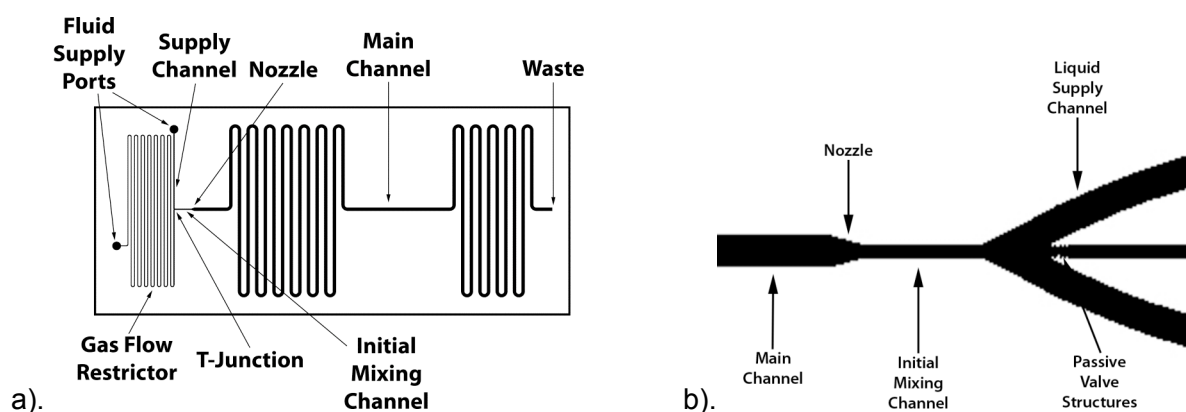 Fluid
Supply
Ports
Supply
Channel
Nozzle
Main
Channel
Waste
Gas Flow
Restrictor
T-Junction
Initial
Mixing
Channel
a).
Liquid
Supply
Channel
Nozzle
Main
Channel
Initial
Mixing
Channel
Passive
Valve
Structures
b).